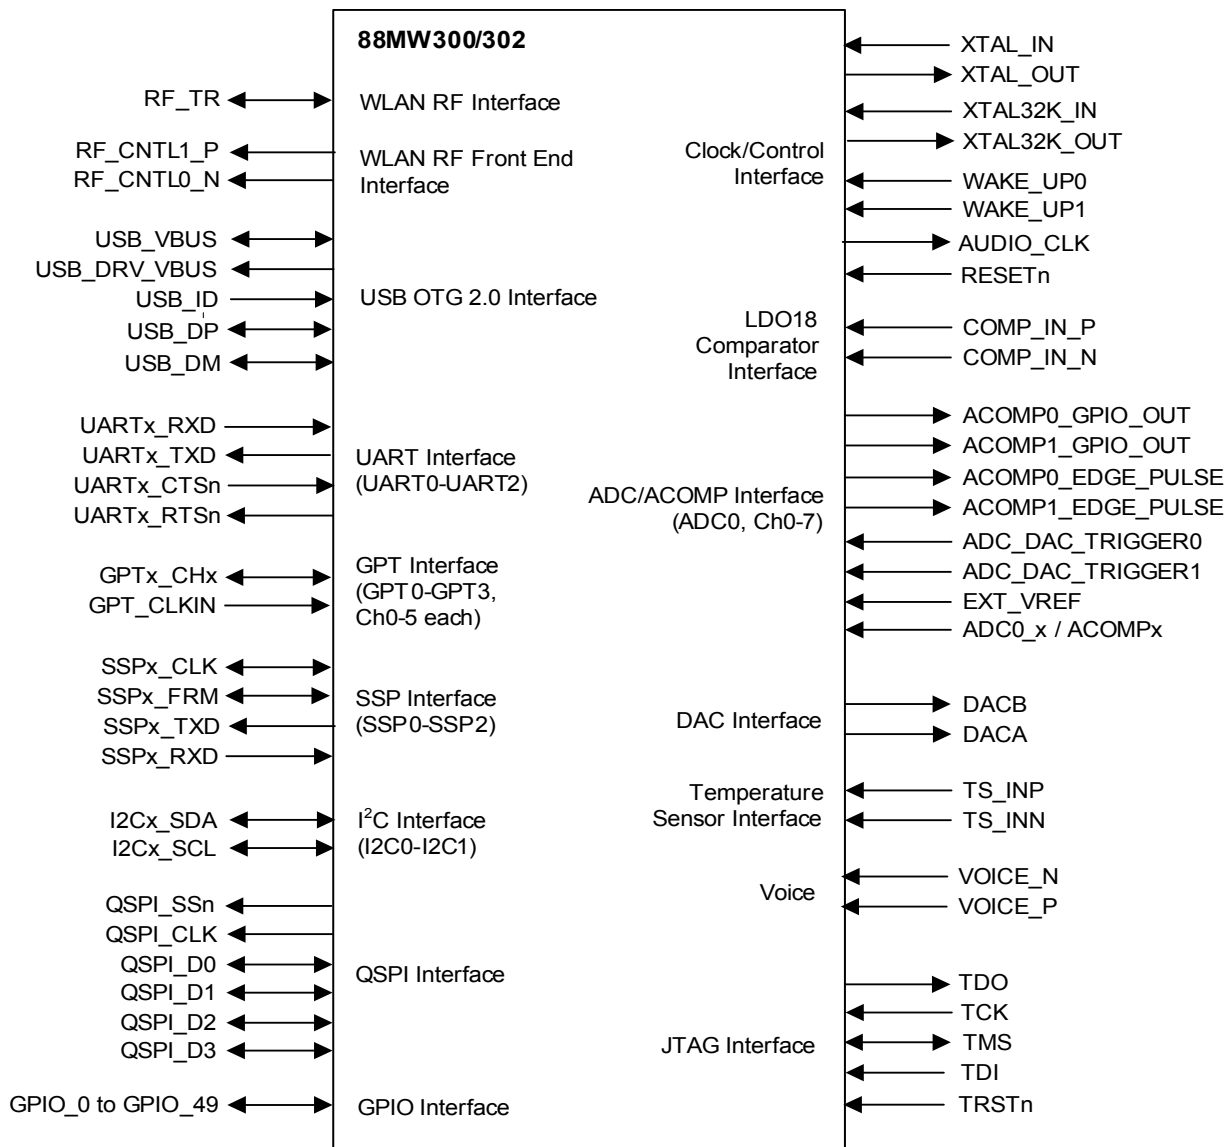 88MW300/302
RF_TR
WLAN RF Interface
RF_CNTL1_P
RF_CNTL0_N
WLAN RF Front End
Interface
USB_VBUS
USB_DRV_VBUS
USB_ID
USB_DP
USB_DM
USB OTG 2.0 Interface
UARTx_RXD
UARTx_TXD
UARTx_CTSn
UARTx_RTSn
UART Interface
(UART0-UART2)
GPTx_CHx
GPT_CLKIN
GPT Interface
(GPT0-GPT3,
Ch0-5 each)
SSPx_CLK
SSPx_FRM
SSPx_TXD
SSPx_RXD
SSP Interface
(SSP0-SSP2)
I2Cx_SDA
I2Cx_SCL
I²C Interface
(I2C0-I2C1)
QSPI_SSn
QSPI_CLK
QSPI_D0
QSPI_D1
QSPI_D2
QSPI_D3
QSPI Interface
GPIO_0 to GPIO_49
GPIO Interface
Clock/Control
Interface
XTAL_IN
XTAL_OUT
XTAL32K_IN
XTAL32K_OUT
WAKE_UP0
WAKE_UP1
AUDIO_CLK
RESETn
LDO18
Comparator
Interface
COMP_IN_P
COMP_IN_N
ADC/ACOMP Interface
(ADC0, Ch0-7)
ACOMP0_GPIO_OUT
ACOMP1_GPIO_OUT
ACOMP0_EDGE_PULSE
ACOMP1_EDGE_PULSE
ADC_DAC_TRIGGER0
ADC_DAC_TRIGGER1
EXT_VREF
ADC0_x / ACOMPx
DAC Interface
DACB
DACA
Temperature
Sensor Interface
TS_INP
TS_INN
Voice
VOICE_N
VOICE_P
JTAG Interface
TDO
TCK
TMS
TDI
TRSTn